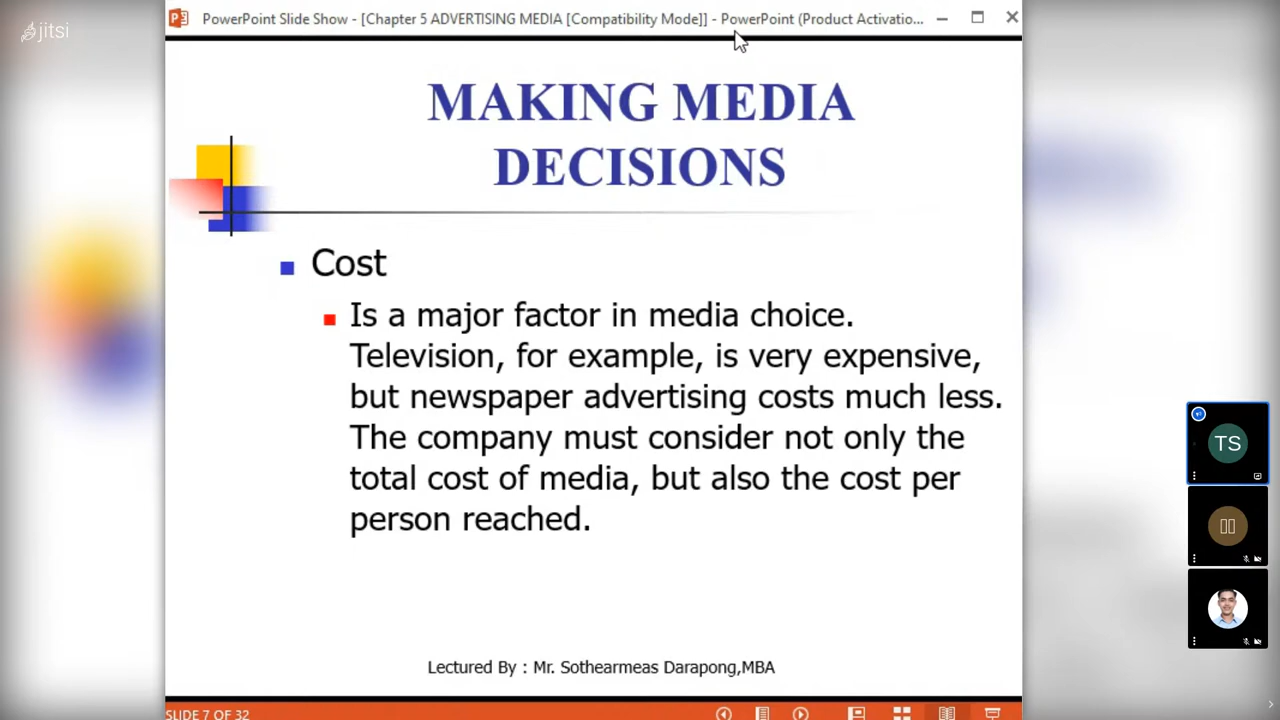 PowerPoint Slide Show - [Chapter 5 ADVERTISING MEDIA [Compatibility Mode]] - PowerPoint (Product Activatio...
jitsi
MAKING MEDIA
DECISIONS
Cost
Is a major factor in media choice.
Television, for example, is very expensive,
but newspaper advertising costs much less.
The company must consider not only the
total cost of media, but also the cost per
person reached.
TS
Lectured By : Mr. Sothearmeas Darapong,MBA
SLIDE 7 OF 32